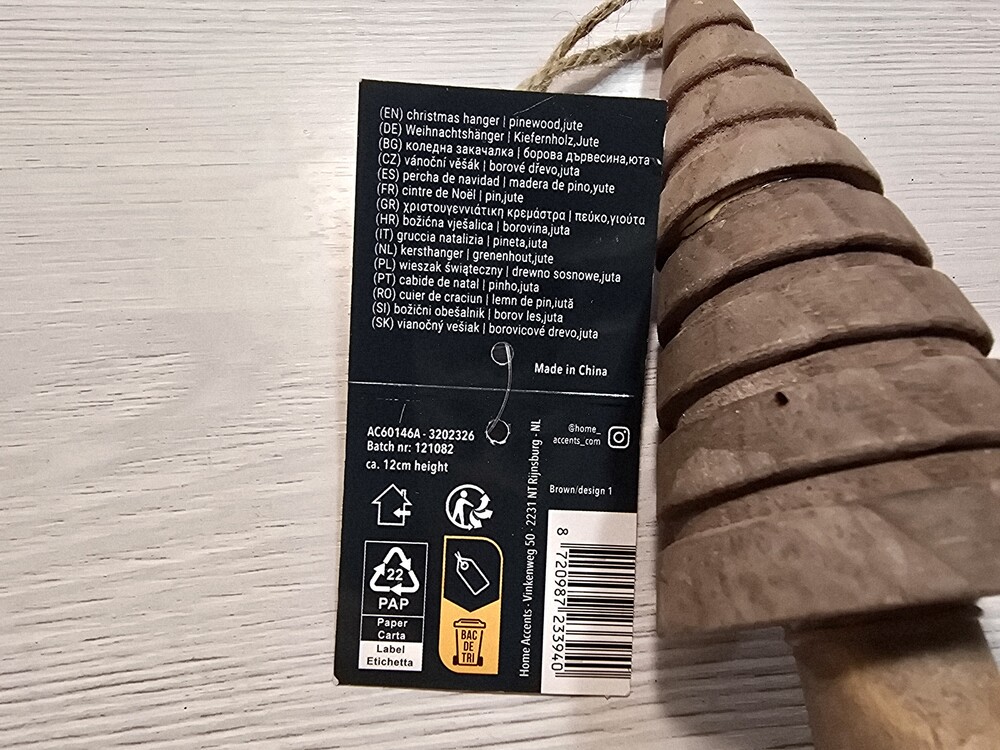 (EN) christmas hanger | pinewood,jute
(DE) Weihnachtshänger | Kiefernholz,Jute
(BG) коледна закачалка | борова дървесина,юта
(CZ) vánoční věšák | borové dřevo,juta
(ES) percha de navidad | madera de pino,yute
(FR) cintre de Noël | pin,jute
(GR) χριστουγεννιάτικη κρεμάστρα | πεύκο,γιούτα
(HR) božićna vješalica | borovina,juta
(IT) gruccia natalizia | pineta,iuta
(NL) kersthanger | grenenhout,jute
(PL) wieszak świąteczny | drewno sosnowe,juta
(PT) cabide de natal | pinho,juta
(RO) cuier de craciun | lemn de pin,iută
(SI) božični obešalnik | borov les,juta
(SK) vianočný vešiak | borovicové drevo,juta
Made in China
AC60146A - 3202326
Batch nr: 121082
ca. 12cm height
@home_
accents_com
Brown/design 1
22
PAP
Paper
Carta
Label
Etichetta
BAC
DE
TRI
Home Accents · Vinkenweg 50 · 2231 NT Rijnsburg · NL
8 720987 233940